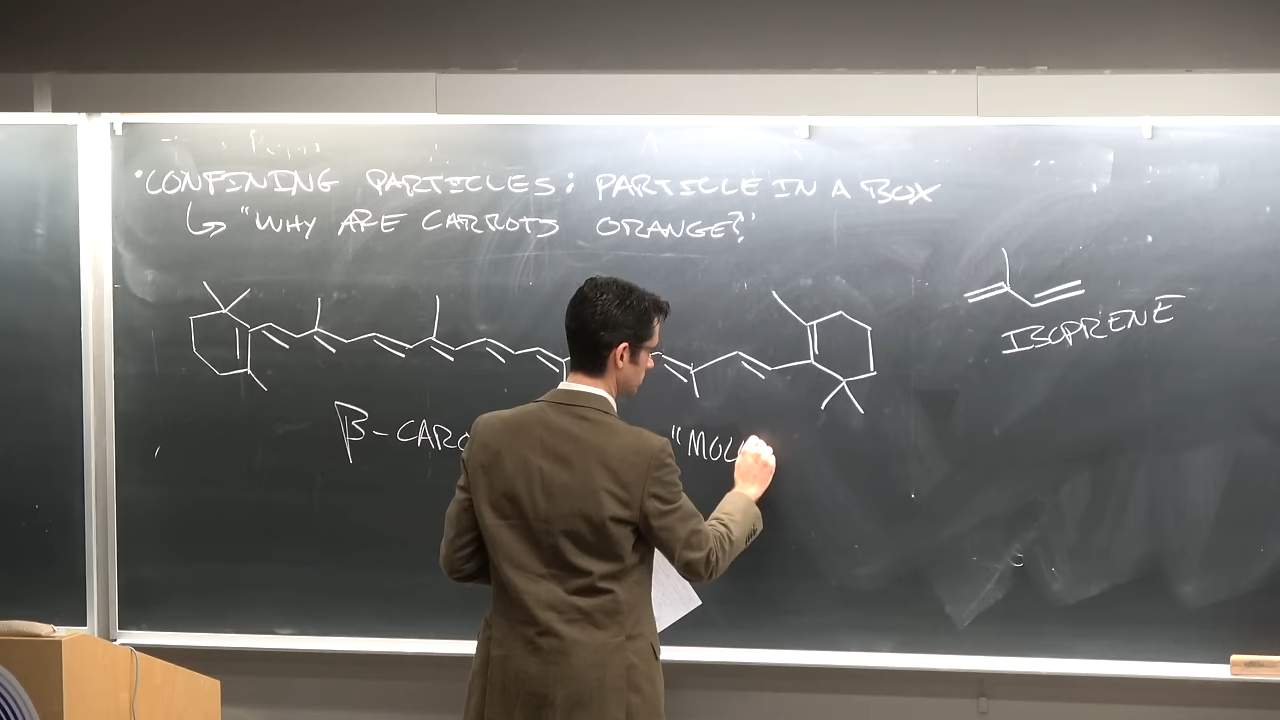 •CONFINING PARTICLES: PARTICLE IN A BOX
↳ "WHY ARE CARROTS ORANGE?"
ISOPRENE
β-CARO "MOL